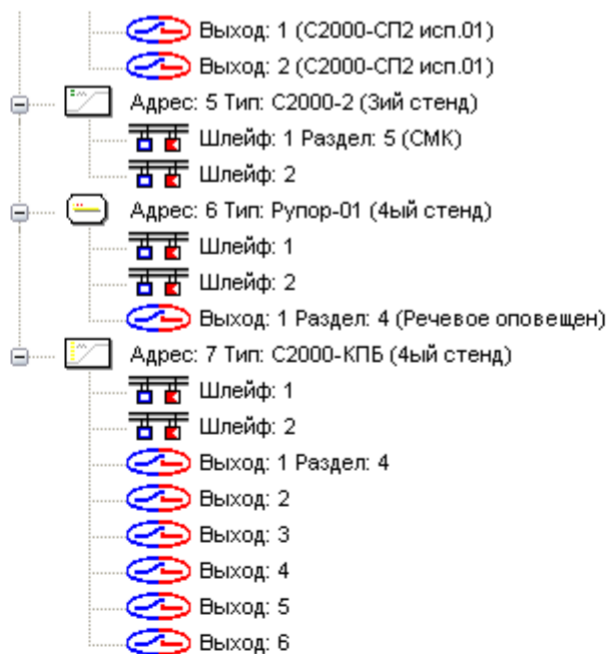 Выход: 1 (С2000-СП2 исп.01)
Выход: 2 (С2000-СП2 исп.01)
Адрес: 5 Тип: С2000-2 (3ий стенд)
Шлейф: 1 Раздел: 5 (СМК)
Шлейф: 2
Адрес: 6 Тип: Рупор-01 (4ый стенд)
Шлейф: 1
Шлейф: 2
Выход: 1 Раздел: 4 (Речевое оповещен)
Адрес: 7 Тип: С2000-КПБ (4ый стенд)
Шлейф: 1
Шлейф: 2
Выход: 1 Раздел: 4
Выход: 2
Выход: 3
Выход: 4
Выход: 5
Выход: 6